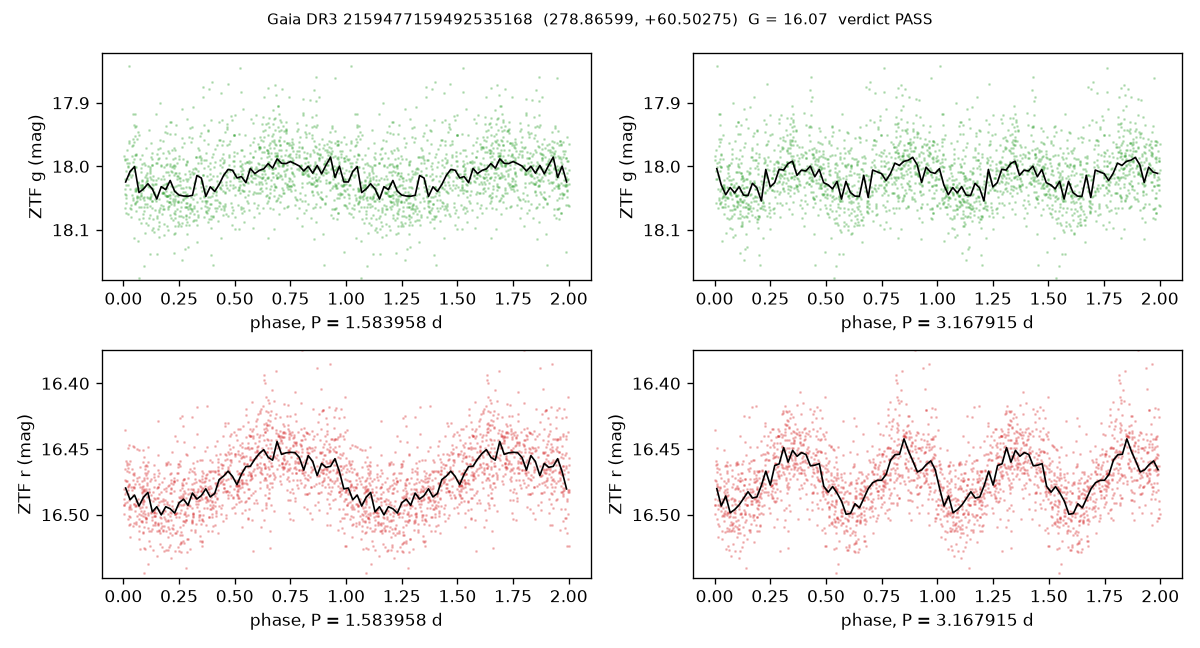 Gaia DR3 2159477159492535168 (278.86599, +60.50275) G = 16.07 verdict PASS
ZTF g (mag)
17.9
18.0
18.1
0.00 0.25 0.50 0.75 1.00 1.25 1.50 1.75 2.00
phase, P = 1.583958 d
ZTF g (mag)
17.9
18.0
18.1
0.00 0.25 0.50 0.75 1.00 1.25 1.50 1.75 2.00
phase, P = 3.167915 d
ZTF r (mag)
16.40
16.45
16.50
0.00 0.25 0.50 0.75 1.00 1.25 1.50 1.75 2.00
phase, P = 1.583958 d
ZTF r (mag)
16.40
16.45
16.50
0.00 0.25 0.50 0.75 1.00 1.25 1.50 1.75 2.00
phase, P = 3.167915 d